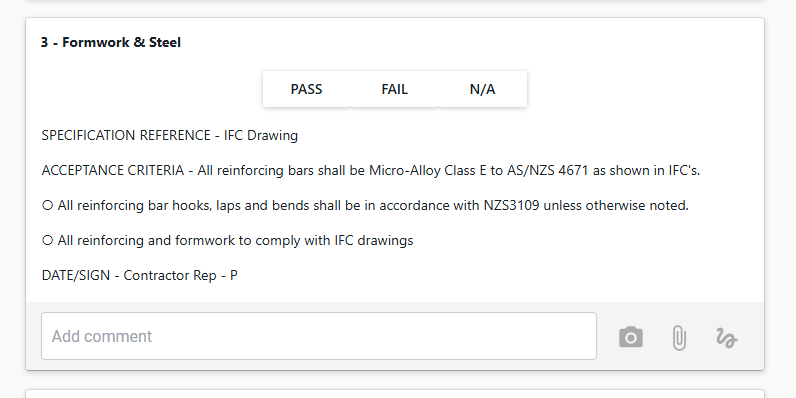 3 - Formwork & Steel
PASS FAIL N/A
SPECIFICATION REFERENCE - IFC Drawing
ACCEPTANCE CRITERIA - All reinforcing bars shall be Micro-Alloy Class E to AS/NZS 4671 as shown in IFC's.
O All reinforcing bar hooks, laps and bends shall be in accordance with NZS3109 unless otherwise noted.
O All reinforcing and formwork to comply with IFC drawings
DATE/SIGN - Contractor Rep - P
Add comment